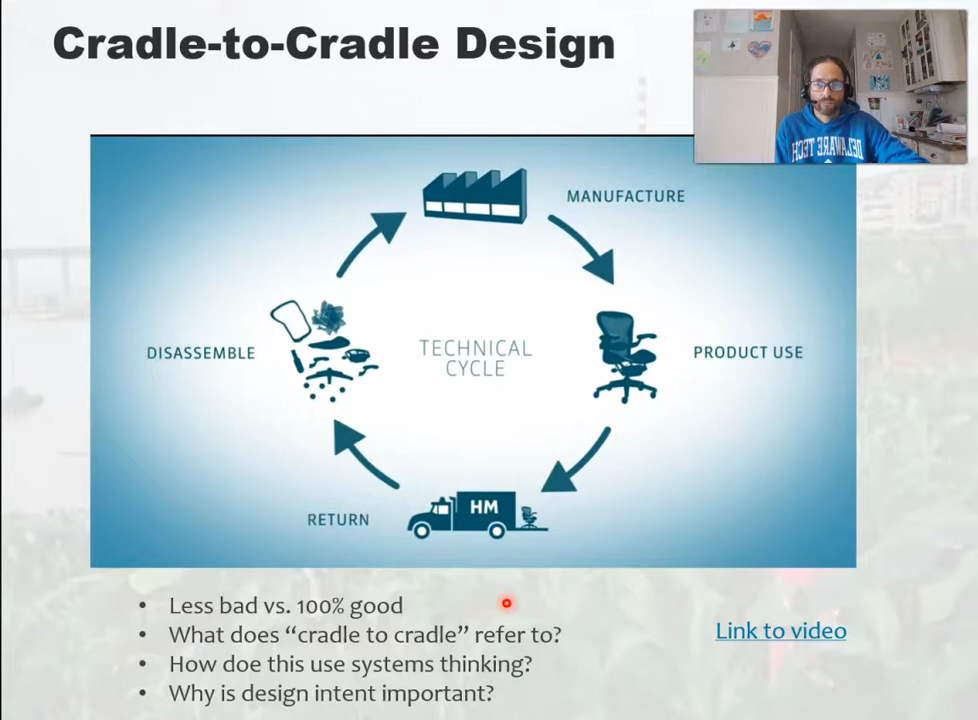 Cradle-to-Cradle Design
DELAWARE TECH
MANUFACTURE
DISASSEMBLE
TECHNICAL
CYCLE
PRODUCT USE
RETURN
HM
• Less bad vs. 100% good
• What does “cradle to cradle” refer to?
• How doe this use systems thinking?
• Why is design intent important?
Link to video